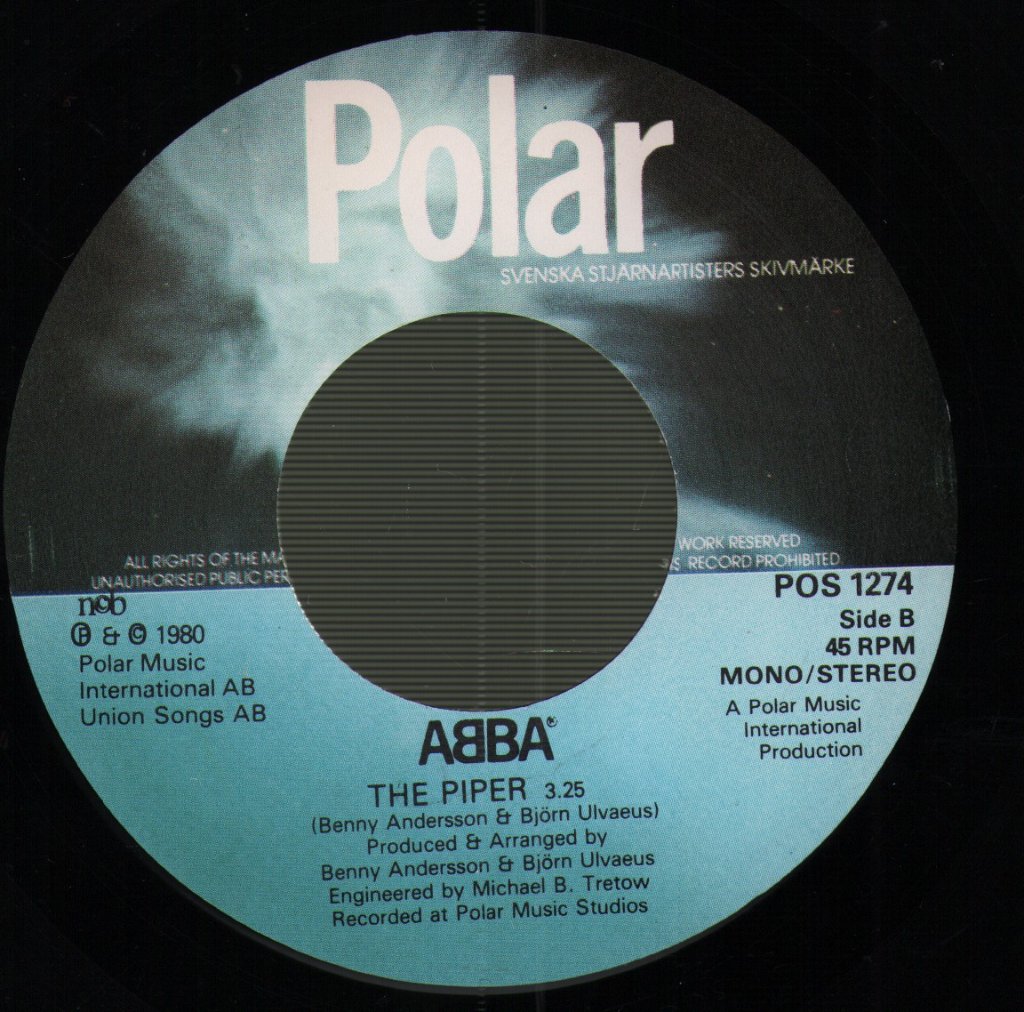 Polar
SVENSKA STJÄRNARTISTERS SKIVMÄRKE
ALL RIGHTS OF THE WORK RESERVED
UNAUTHORISED PUBLIC RECORD PROHIBITED
ncb
℗ & © 1980
Polar Music
International AB
Union Songs AB
POS 1274
Side B
45 RPM
MONO/STEREO
A Polar Music
International
Production
ABBA®
THE PIPER 3.25
(Benny Andersson & Björn Ulvaeus)
Produced & Arranged by
Benny Andersson & Björn Ulvaeus
Engineered by Michael B. Tretow
Recorded at Polar Music Studios